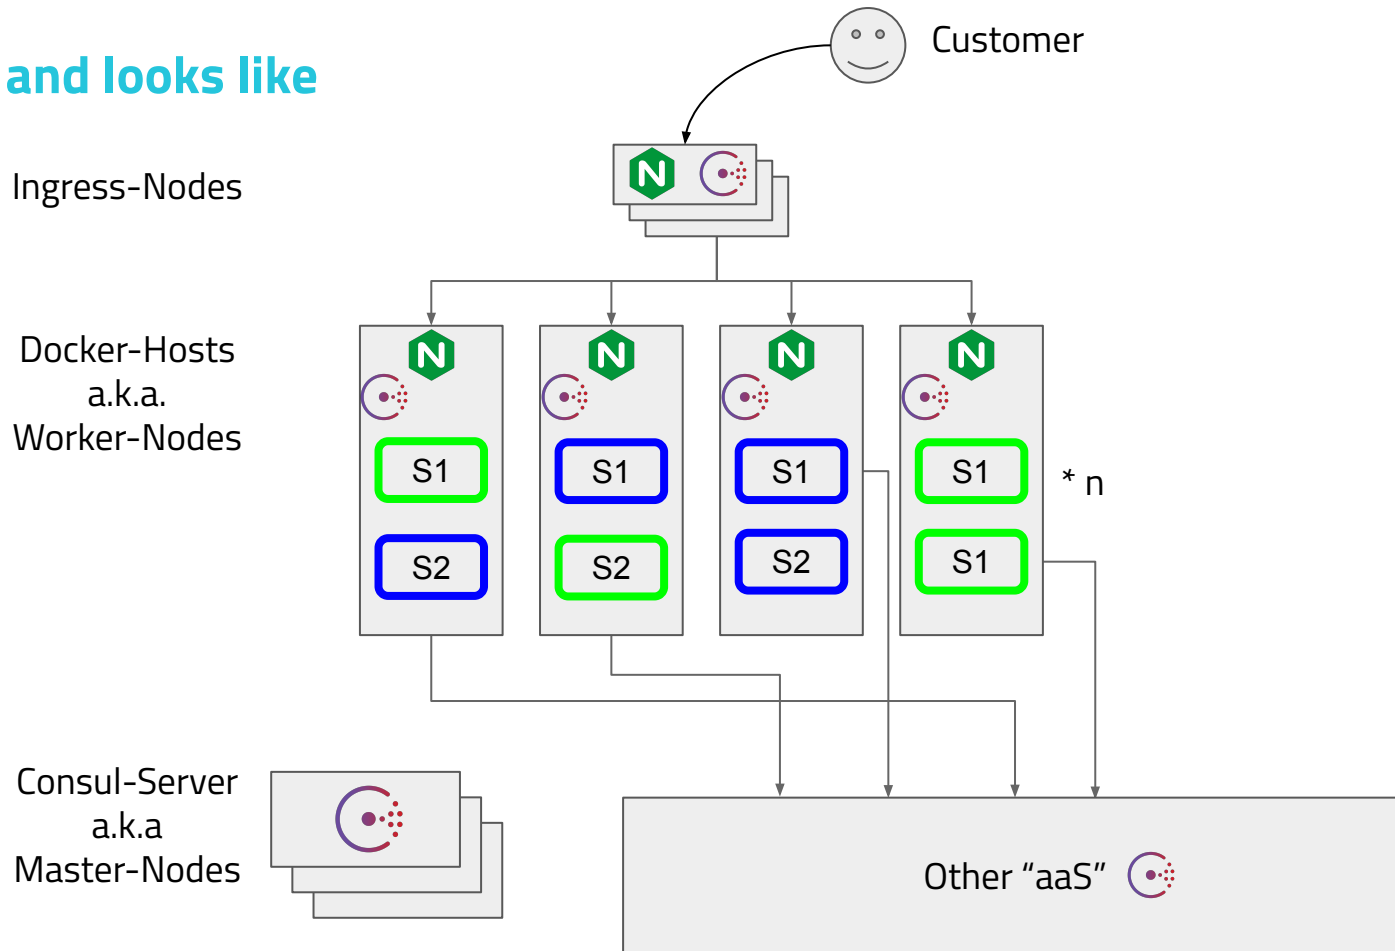 and looks like
Customer
Ingress-Nodes
N
Docker-Hosts
a.k.a.
Worker-Nodes
N N N N
S1 S1 S1 S1
* n
S2 S2 S2 S1
Consul-Server
a.k.a
Master-Nodes
Other “aaS”